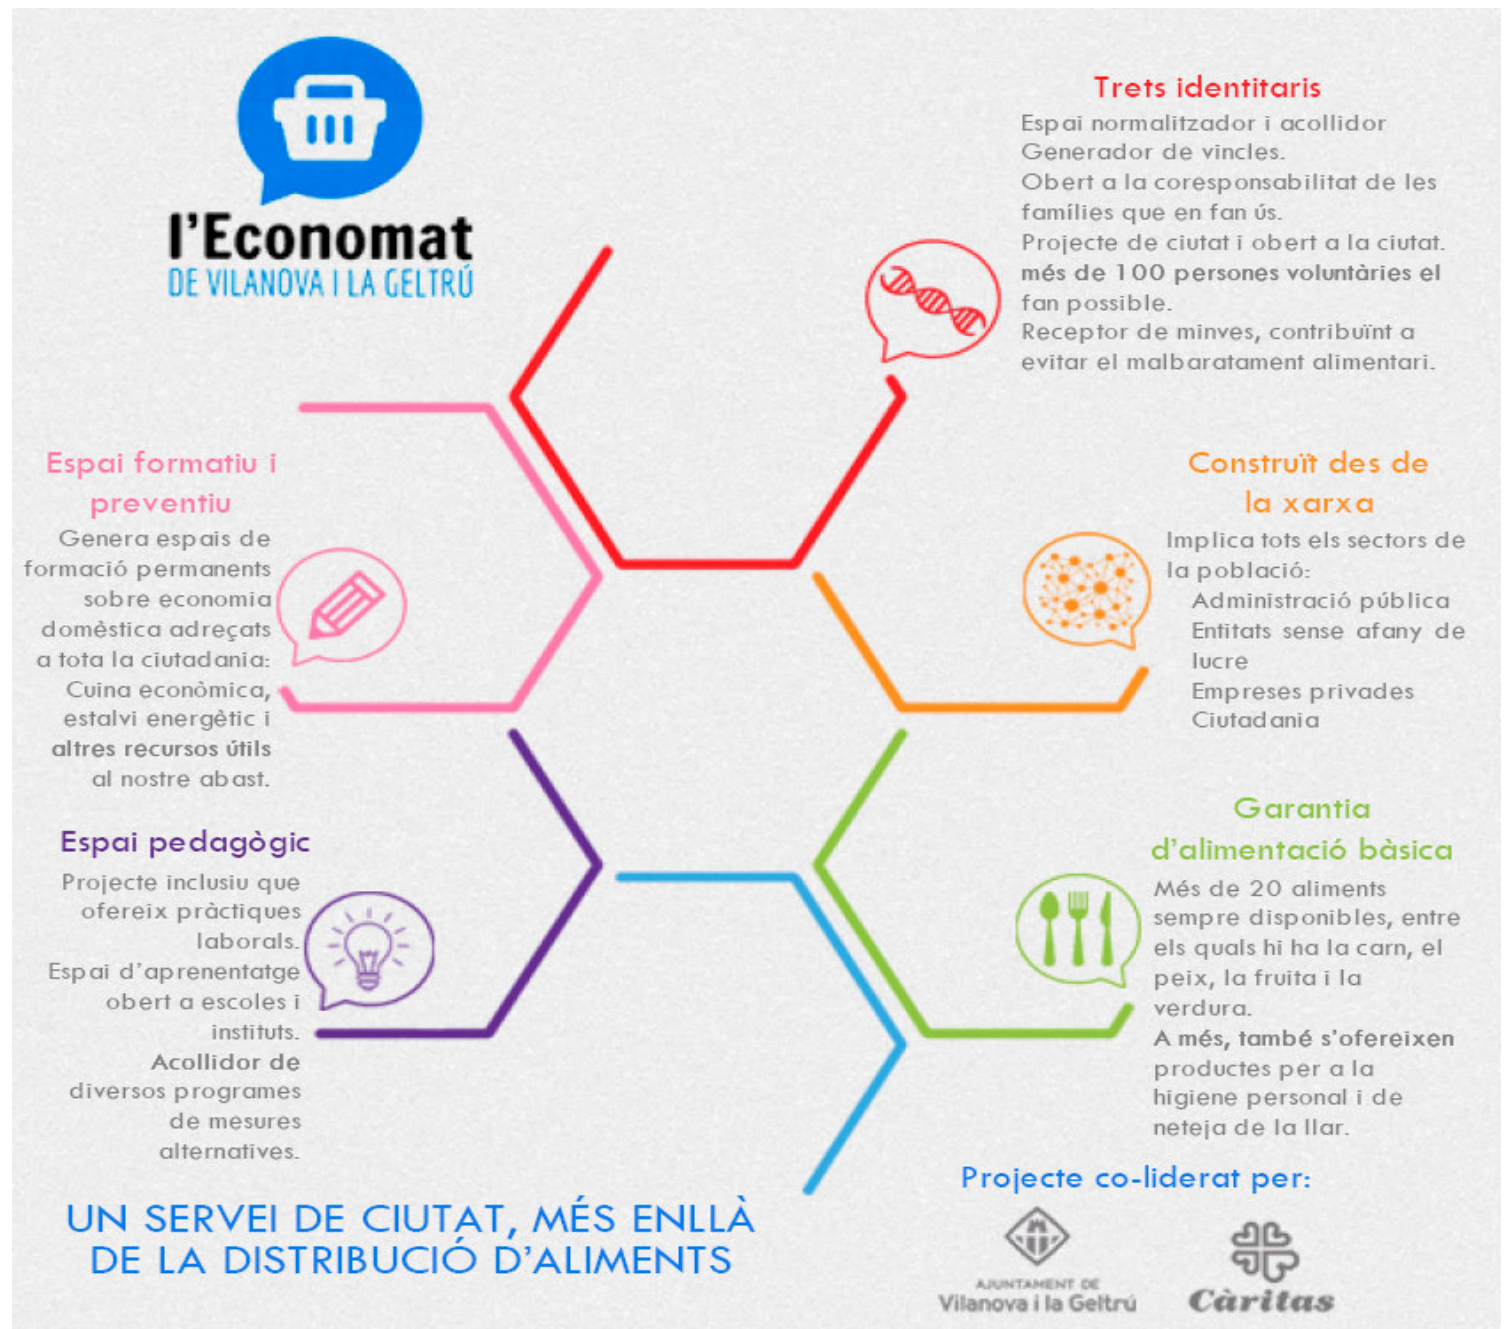 l'Economat
DE VILANOVA I LA GELTRÚ
Trets identitaris
Espai normalitzador i acollidor
Generador de vincles.
Obert a la coresponsabilitat de les
famílies que en fan ús.
Projecte de ciutat i obert a la ciutat.
més de 100 persones voluntàries el
fan possible.
Receptor de minves, contribuïnt a
evitar el malbaratament alimentari.
Espai formatiu i
preventiu
Genera espais de
formació permanents
sobre economia
domèstica adreçats
a tota la ciutadania:
Cuina econòmica,
estalvi energètic i
altres recursos útils
al nostre abast.
Construït des de
la xarxa
Implica tots els sectors de
la població:
Administració pública
Entitats sense afany de
lucre
Empreses privades
Ciutadania
Espai pedagògic
Projecte inclusiu que
ofereix pràctiques
laborals.
Espai d'aprenentatge
obert a escoles i
instituts.
Acollidor de
diversos programes
de mesures
alternatives.
Garantia
d'alimentació bàsica
Més de 20 aliments
sempre disponibles, entre
els quals hi ha la carn, el
peix, la fruita i la
verdura.
A més, també s'ofereixen
productes per a la
higiene personal i de
neteja de la llar.
UN SERVEI DE CIUTAT, MÉS ENLLÀ
DE LA DISTRIBUCIÓ D'ALIMENTS
Projecte co-liderat per:
AJUNTAMENT DE
Vilanova i la Geltrú
Càritas